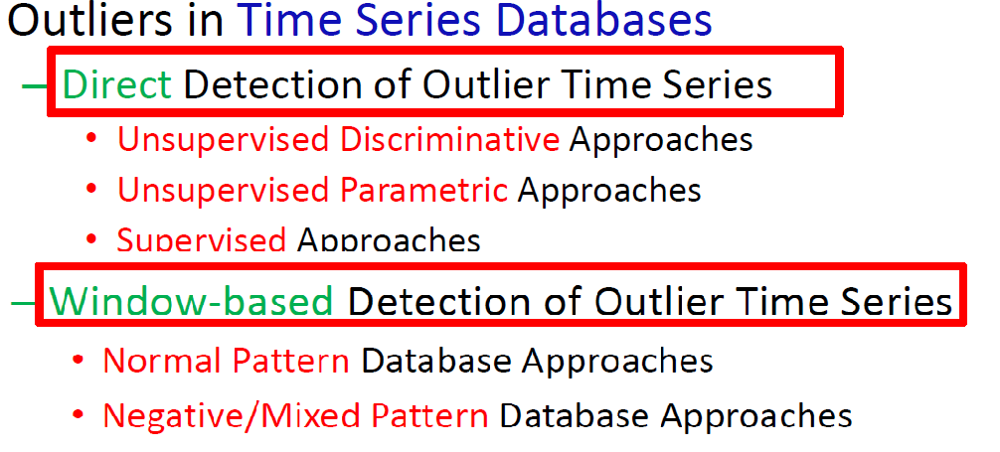 Outliers in Time Series Databases
– Direct Detection of Outlier Time Series
• Unsupervised Discriminative Approaches
• Unsupervised Parametric Approaches
• Supervised Approaches
– Window-based Detection of Outlier Time Series
• Normal Pattern Database Approaches
• Negative/Mixed Pattern Database Approaches